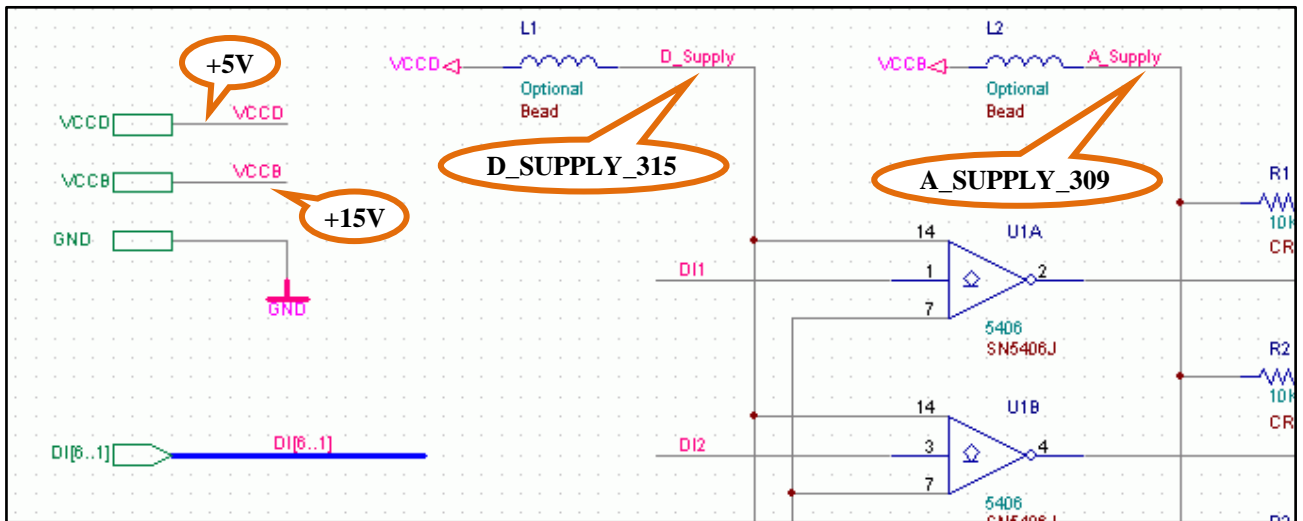 L1
L2
+5V
VCCD
D_Supply
VCCB
A_Supply
Optional
Bead
Optional
Bead
VCCD
VCCD
D_SUPPLY_315
A_SUPPLY_309
VCCB
VCCB
R1
+15V
10K
CR
GND
14
U1A
DI1
1
2
GND
7
5406
SN5406J
R2
10K
14
U1B
CR
DI[6..1]
DI[6..1]
DI2
3
4
7
5406
SN5406J